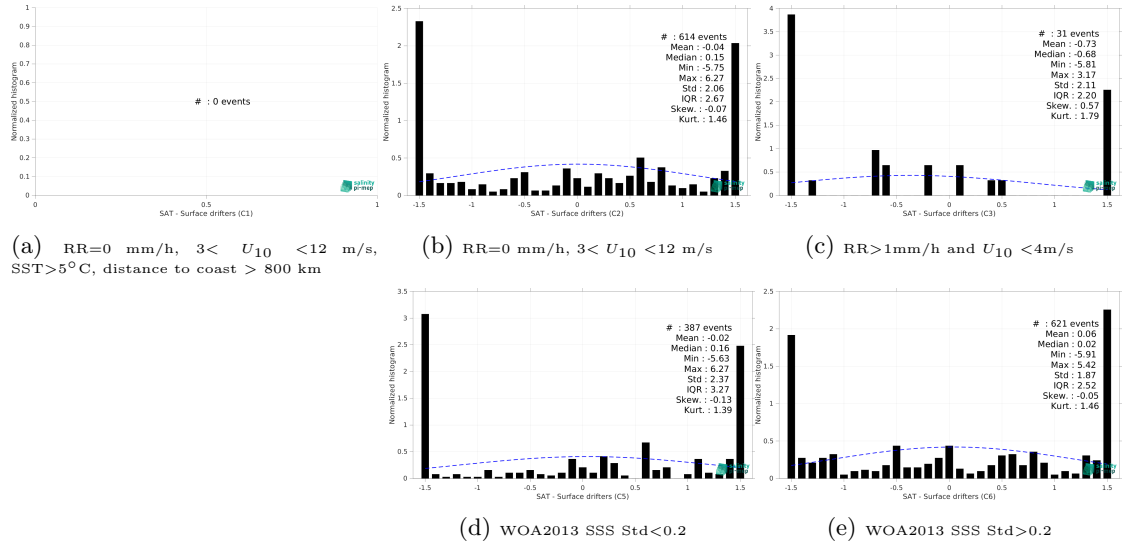 1
0.9
0.8
0.7
0.6
0.5
0.4
0.3
0.2
0.1
0
Normalized histogram
# : 0 events
salinity
pi-mep
0 0.5 1
SAT - Surface drifters (C1)
(a) RR=0 mm/h, 3< U10 <12 m/s,
SST>5°C, distance to coast > 800 km
2.5
2
1.5
1
0.5
0
Normalized histogram
# : 614 events
Mean : -0.04
Median : 0.15
Min : -5.75
Max : 6.27
Std : 2.06
IQR : 2.67
Skew. : -0.07
Kurt. : 1.46
salinity
pi-mep
-1.5 -1 -0.5 0 0.5 1 1.5
SAT - Surface drifters (C2)
(b) RR=0 mm/h, 3< U10 <12 m/s
4
3.5
3
2.5
2
1.5
1
0.5
0
Normalized histogram
# : 31 events
Mean : -0.73
Median : -0.68
Min : -5.81
Max : 3.17
Std : 2.11
IQR : 2.20
Skew. : 0.57
Kurt. : 1.79
salinity
pi-mep
-1.5 -1 -0.5 0 0.5 1 1.5
SAT - Surface drifters (C3)
(c) RR>1mm/h and U10 <4m/s
3.5
3
2.5
2
1.5
1
0.5
0
Normalized histogram
# : 387 events
Mean : -0.02
Median : 0.16
Min : -5.63
Max : 6.27
Std : 2.37
IQR : 3.27
Skew. : -0.13
Kurt. : 1.39
salinity
pi-mep
-1.5 -1 -0.5 0 0.5 1 1.5
SAT - Surface drifters (C5)
(d) WOA2013 SSS Std<0.2
2.5
2
1.5
1
0.5
0
Normalized histogram
# : 621 events
Mean : 0.06
Median : 0.02
Min : -5.91
Max : 5.42
Std : 1.87
IQR : 2.52
Skew. : -0.05
Kurt. : 1.46
salinity
pi-mep
-1.5 -1 -0.5 0 0.5 1 1.5
SAT - Surface drifters (C6)
(e) WOA2013 SSS Std>0.2